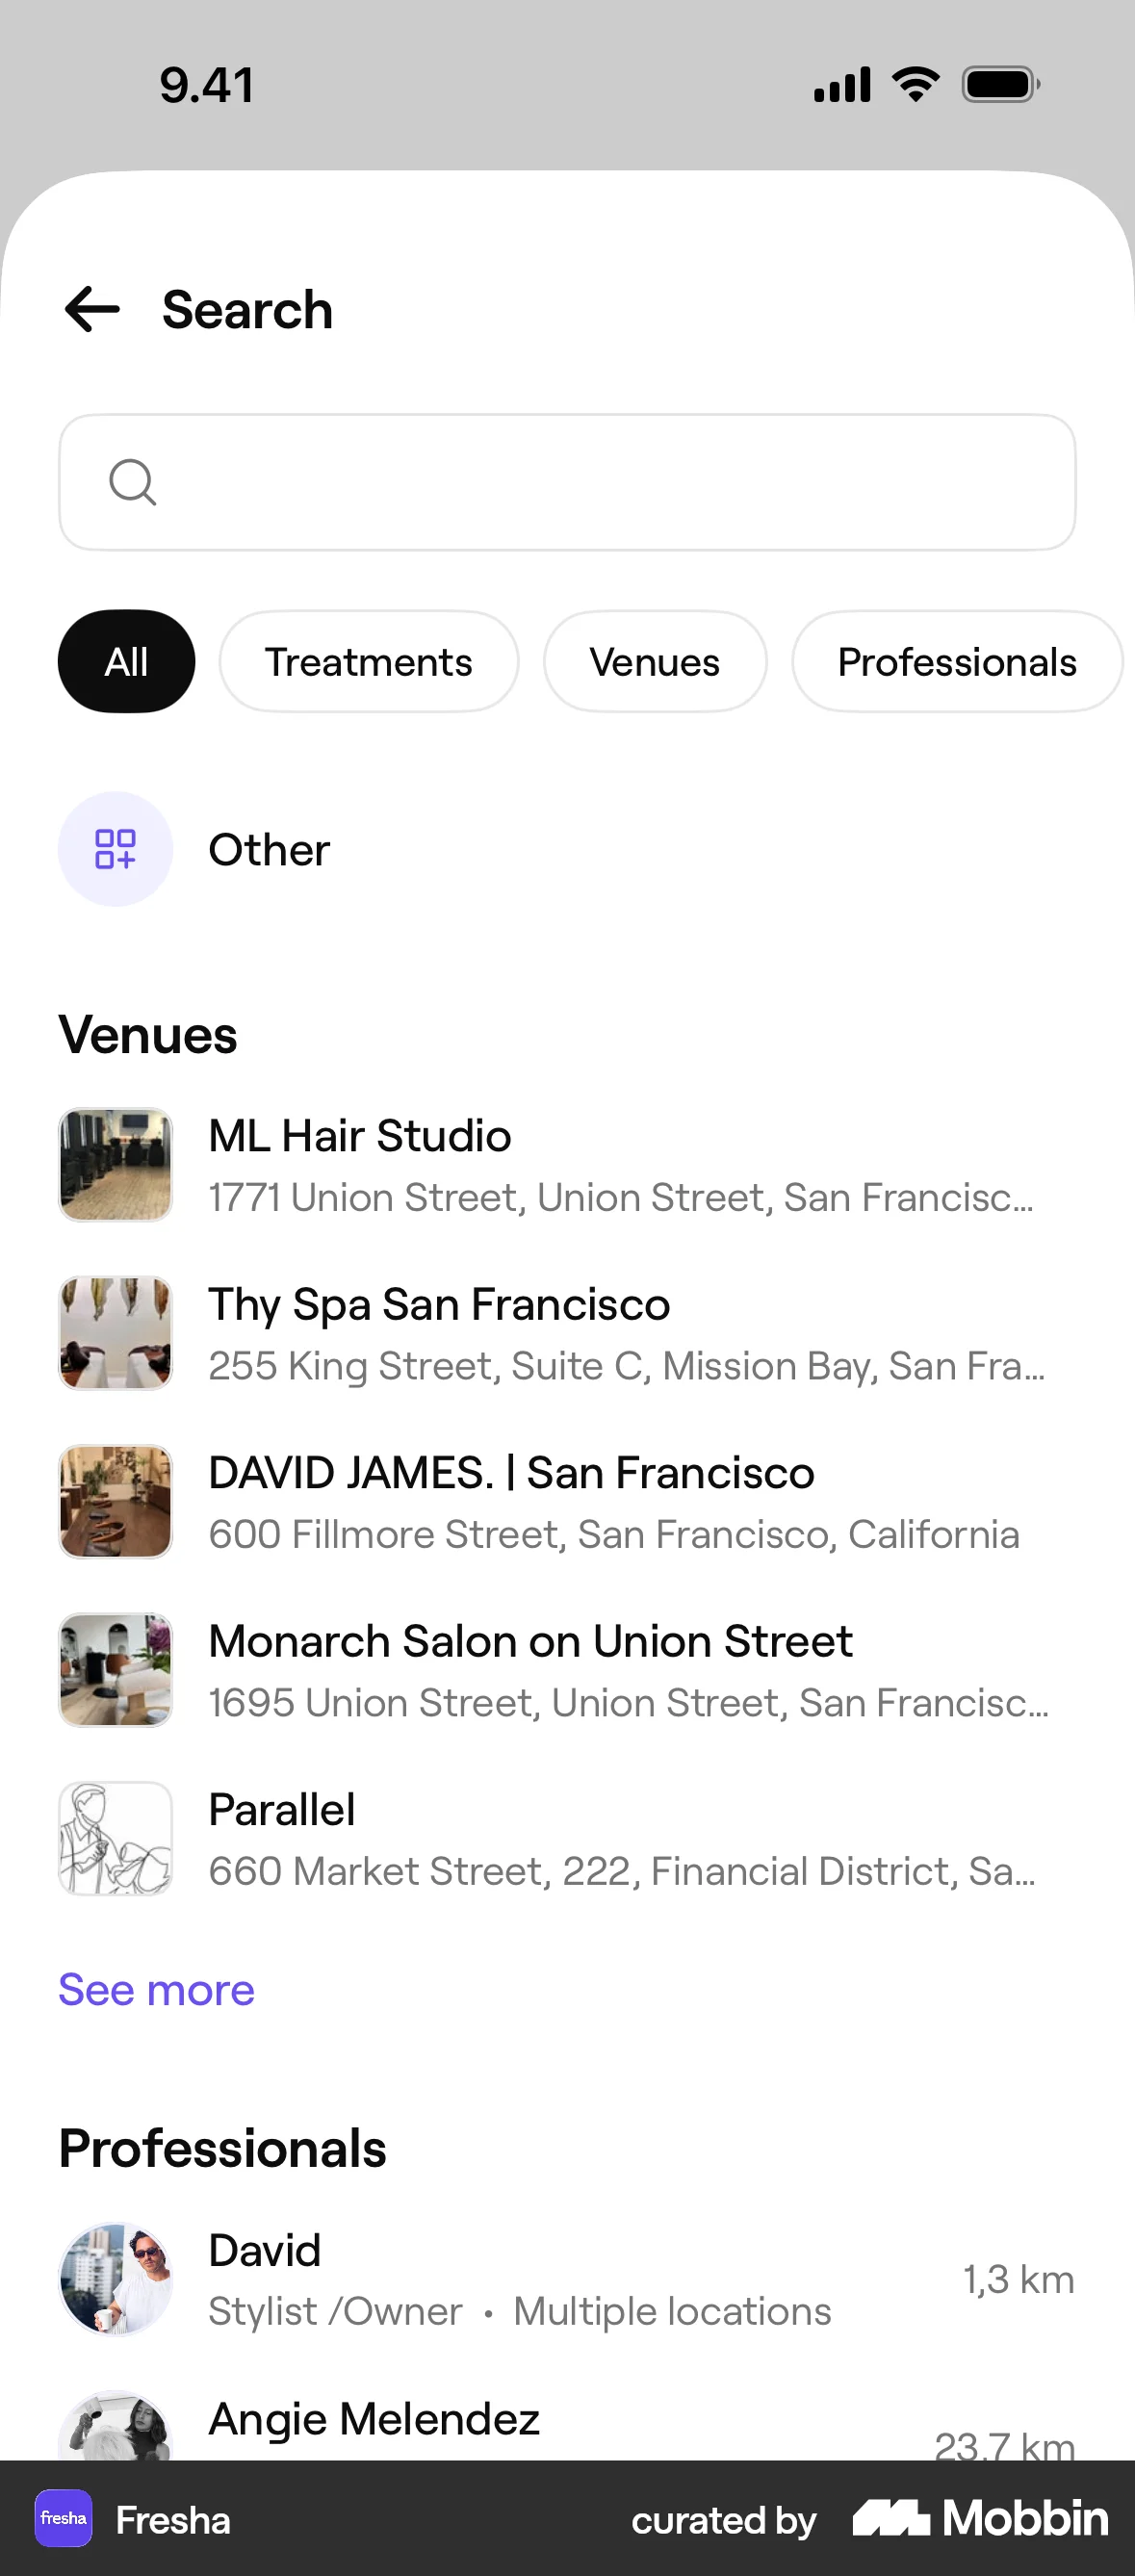 9.41
Search
All Treatments Venues Professionals
Other
Venues
ML Hair Studio
1771 Union Street, Union Street, San Francisc...
Thy Spa San Francisco
255 King Street, Suite C, Mission Bay, San Fra...
DAVID JAMES. | San Francisco
600 Fillmore Street, San Francisco, California
Monarch Salon on Union Street
1695 Union Street, Union Street, San Francisc...
Parallel
660 Market Street, 222, Financial District, Sa...
See more
Professionals
David
Stylist /Owner • Multiple locations
1,3 km
Angie Melendez
23,7 km
fresha Fresha curated by Mobbin